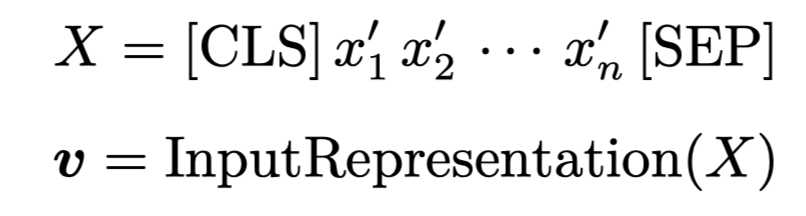 X = [CLS] x′₁ x′₂ ⋯ x′ₙ [SEP]
v = InputRepresentation(X)